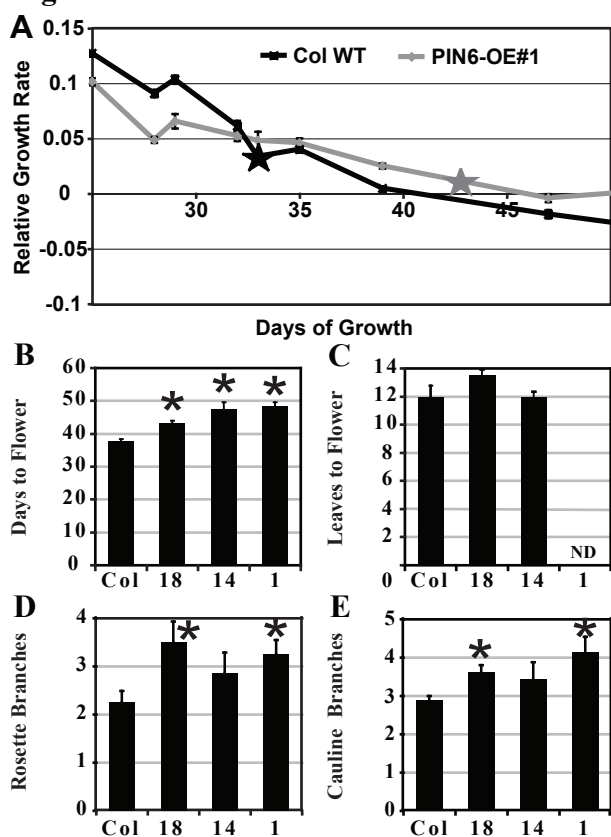 A
0.15
0.1
0.05
0
-0.05
-0.1
Relative Growth Rate
Col WT
PIN6-OE#1
30
35
40
45
Days of Growth
B
60
50
40
30
20
10
0
Days to Flower
Col 18 14 1
C
14
12
10
8
6
4
2
0
Leaves to Flower
ND
Col 18 14 1
D
4
3
2
1
0
Rosette Branches
Col 18 14 1
E
5
4
3
2
1
0
Cauline Branches
Col 18 14 1